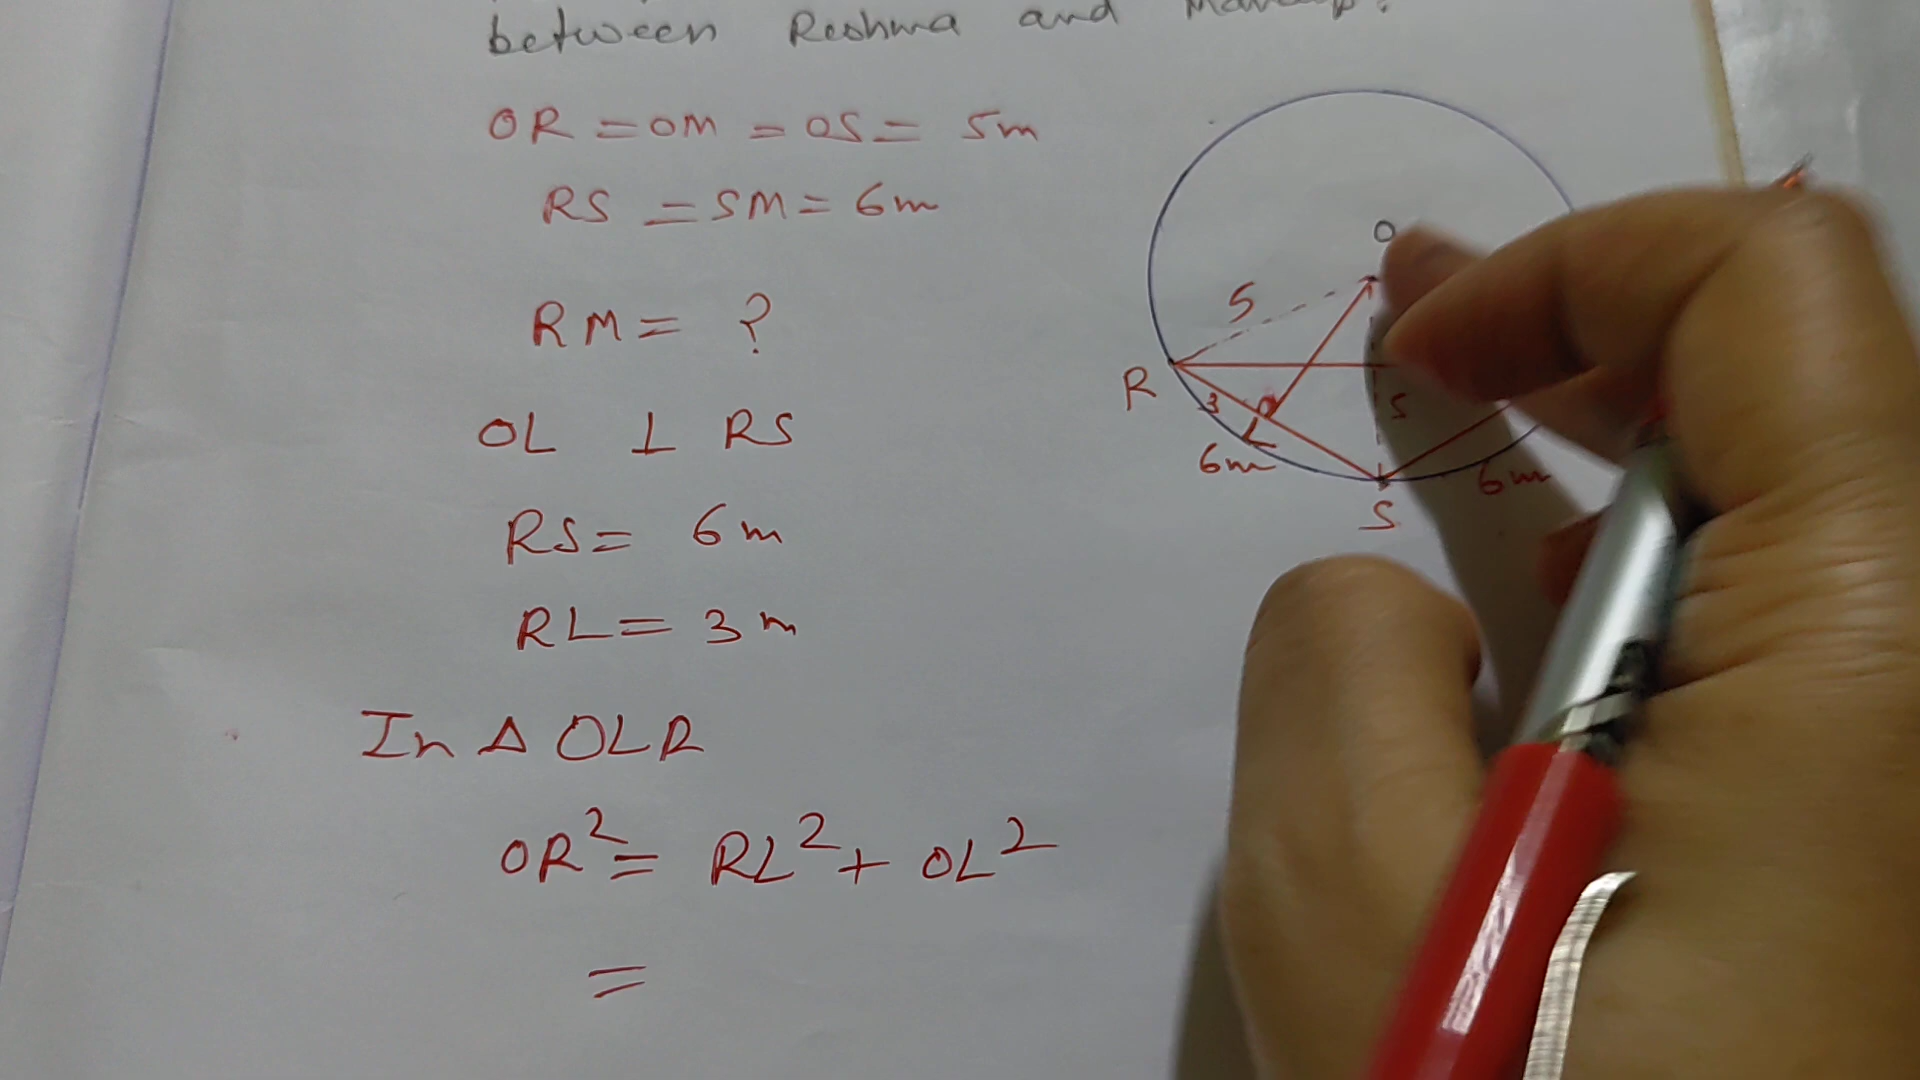 between Reshma and
OR = OM = OS = 5m
RS = SM = 6m
RM = ?
OL ⊥ RS
RS = 6m
RL = 3m
In Δ OLR
OR² = RL² + OL²
=
O
5
R
3
L
5
6m
6m
S